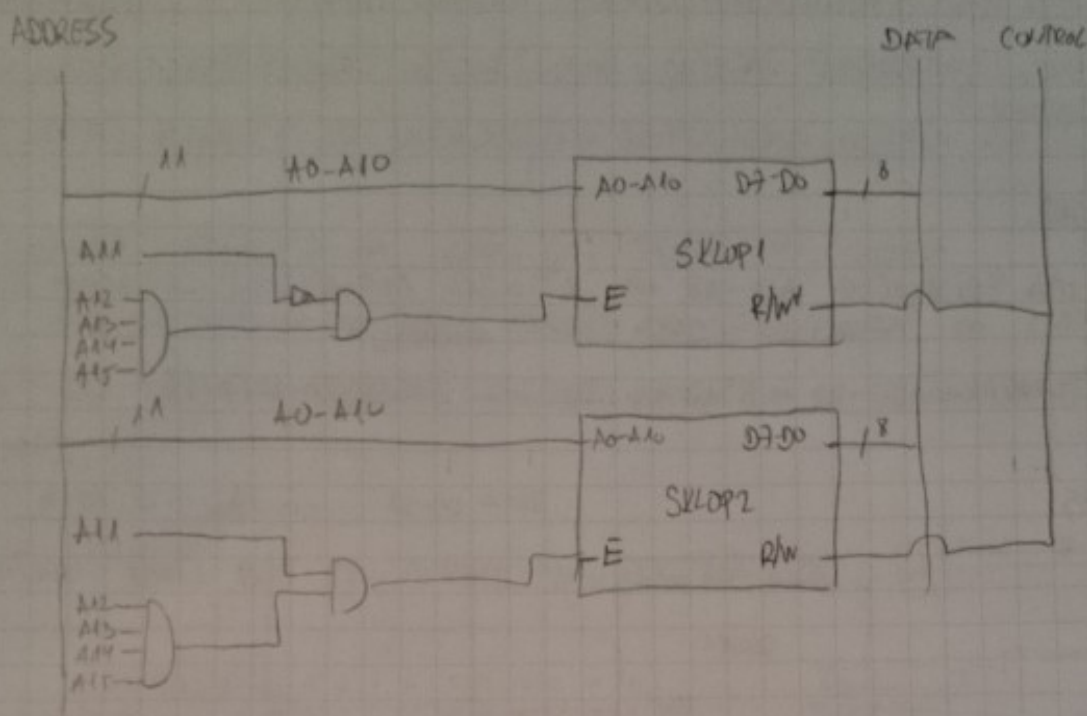 ADDRESS
DATA
CONTROL
11
A0-A10
A0-A10
D7-D0
8
SKLOP1
A11
E
R/W
A12
A13
A14
A15
11
A0-A10
A0-A10
D7-D0
8
SKLOP2
A11
E
R/W
A12
A13
A14
A15